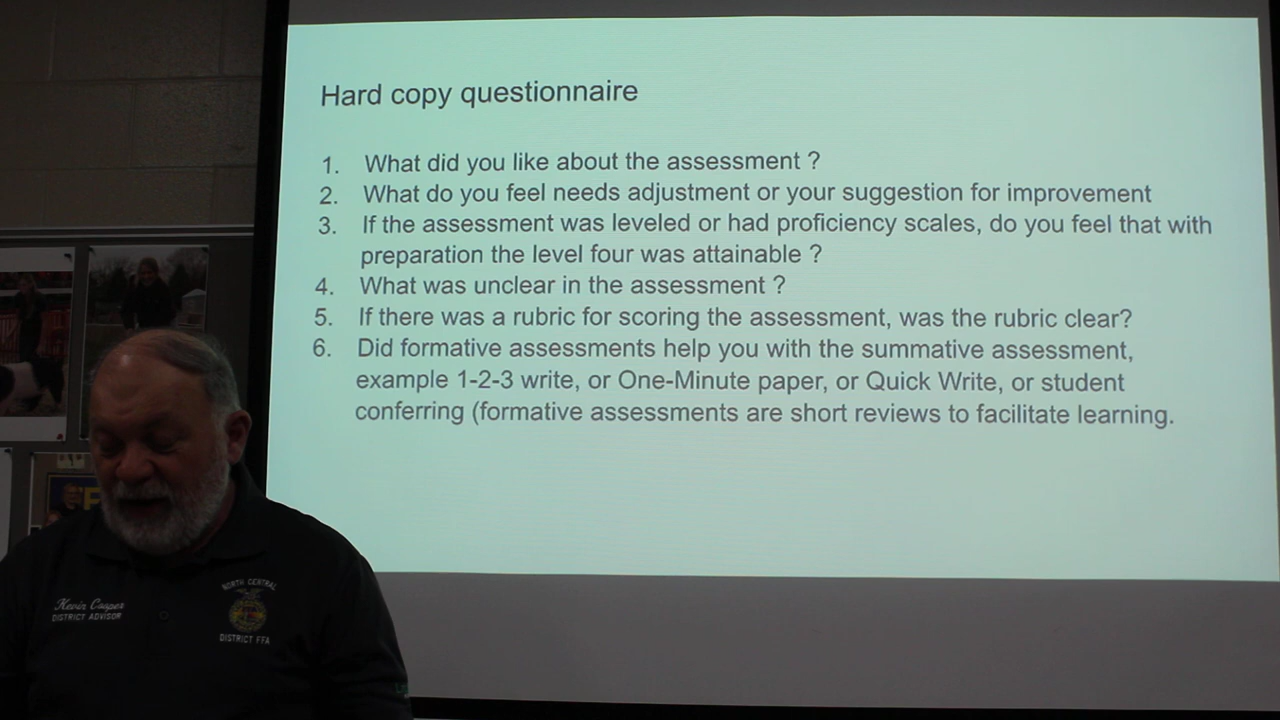 Hard copy questionnaire
1. What did you like about the assessment ?
2. What do you feel needs adjustment or your suggestion for improvement
3. If the assessment was leveled or had proficiency scales, do you feel that with
preparation the level four was attainable ?
4. What was unclear in the assessment ?
5. If there was a rubric for scoring the assessment, was the rubric clear?
6. Did formative assessments help you with the summative assessment,
example 1-2-3 write, or One-Minute paper, or Quick Write, or student
conferring (formative assessments are short reviews to facilitate learning.
Kevin Cooper
DISTRICT ADVISOR
NORTH CENTRAL
DISTRICT FFA